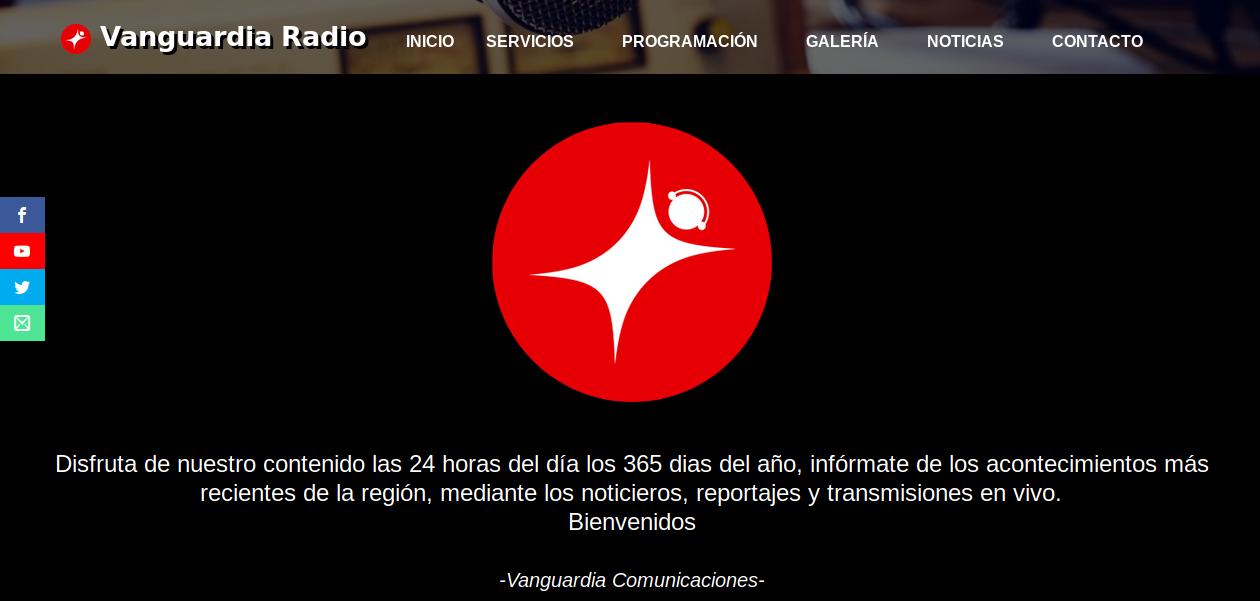 Vanguardia Radio
INICIO SERVICIOS PROGRAMACIÓN GALERÍA NOTICIAS CONTACTO
Disfruta de nuestro contenido las 24 horas del día los 365 dias del año, infórmate de los acontecimientos más
recientes de la región, mediante los noticieros, reportajes y transmisiones en vivo.
Bienvenidos
-Vanguardia Comunicaciones-